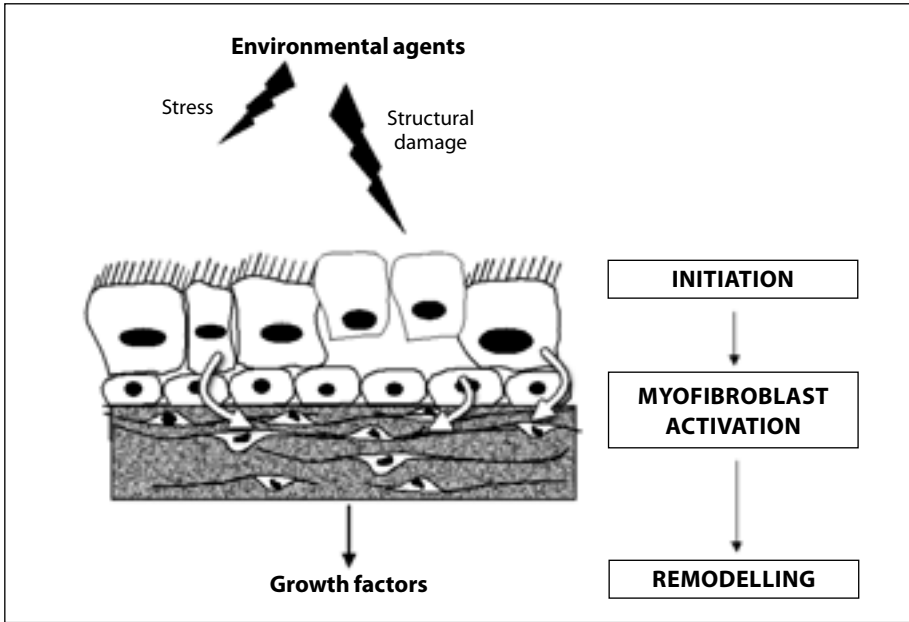 Environmental agents
Stress
Structural
damage
INITIATION
MYOFIBROBLAST
ACTIVATION
Growth factors
REMODELLING